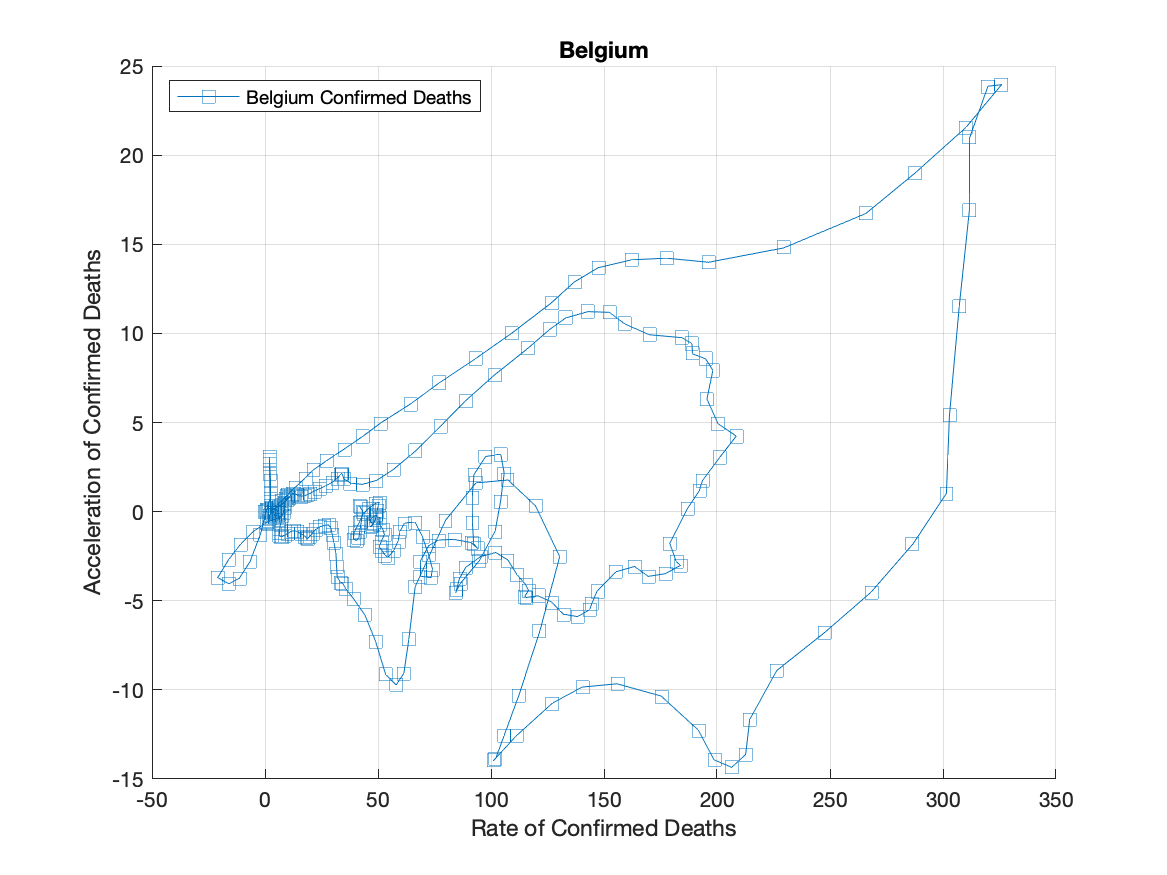 Belgium
25
Belgium Confirmed Deaths
20
15
10
5
0
-5
-10
-15
Acceleration of Confirmed Deaths
-50 0 50 100 150 200 250 300 350
Rate of Confirmed Deaths